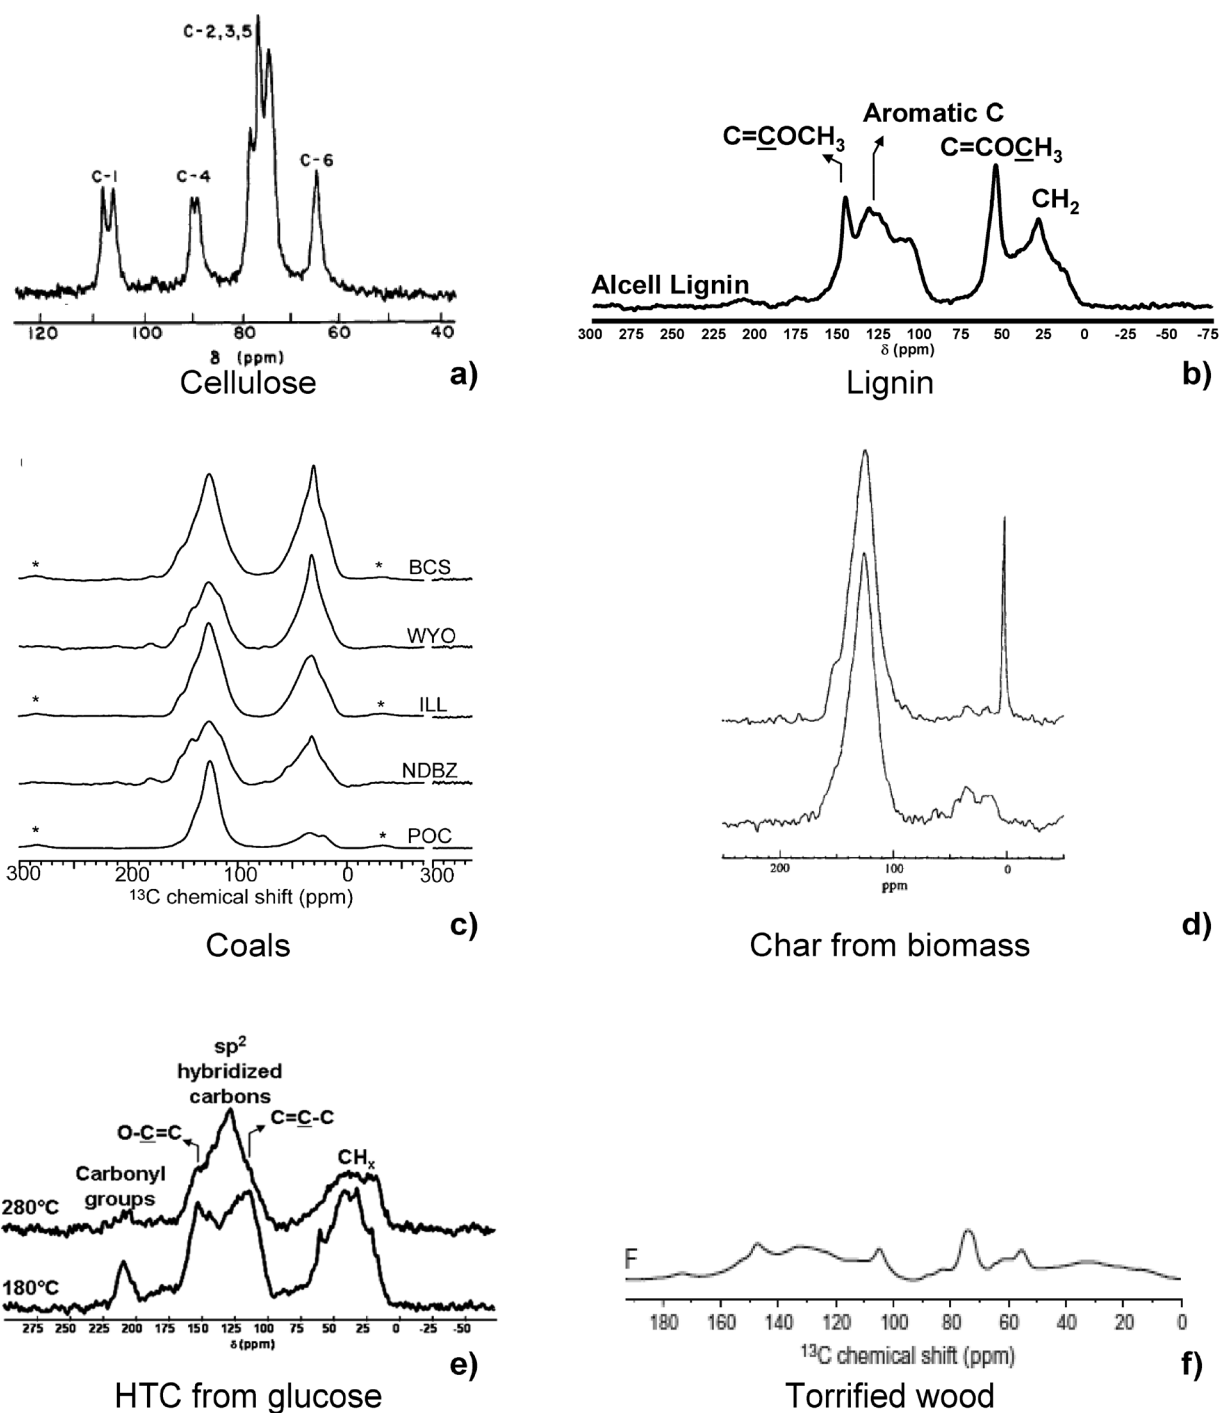 C-2,3,5
C-1
C-4
C-6
120 100 80 60 40
δ (ppm)
a)
Cellulose
Aromatic C
C=COCH3
C=COCH3
CH2
Alcell Lignin
300 275 250 225 200 175 150 125 100 75 50 25 0 -25 -50 -75
δ (ppm)
b)
Lignin
* * BCS
WYO
* * ILL
NDBZ
* * POC
300 200 100 0 300
13C chemical shift (ppm)
c)
Coals
200 100 0
ppm
d)
Char from biomass
sp2
hybridized
carbons
O-C=C
C=C-C
Carbonyl
groups
CHx
280°C
180°C
275 250 225 200 175 150 125 100 75 50 25 0 -25 -50
δ(ppm)
e)
HTC from glucose
F
180 160 140 120 100 80 60 40 20 0
13C chemical shift (ppm)
f)
Torrified wood